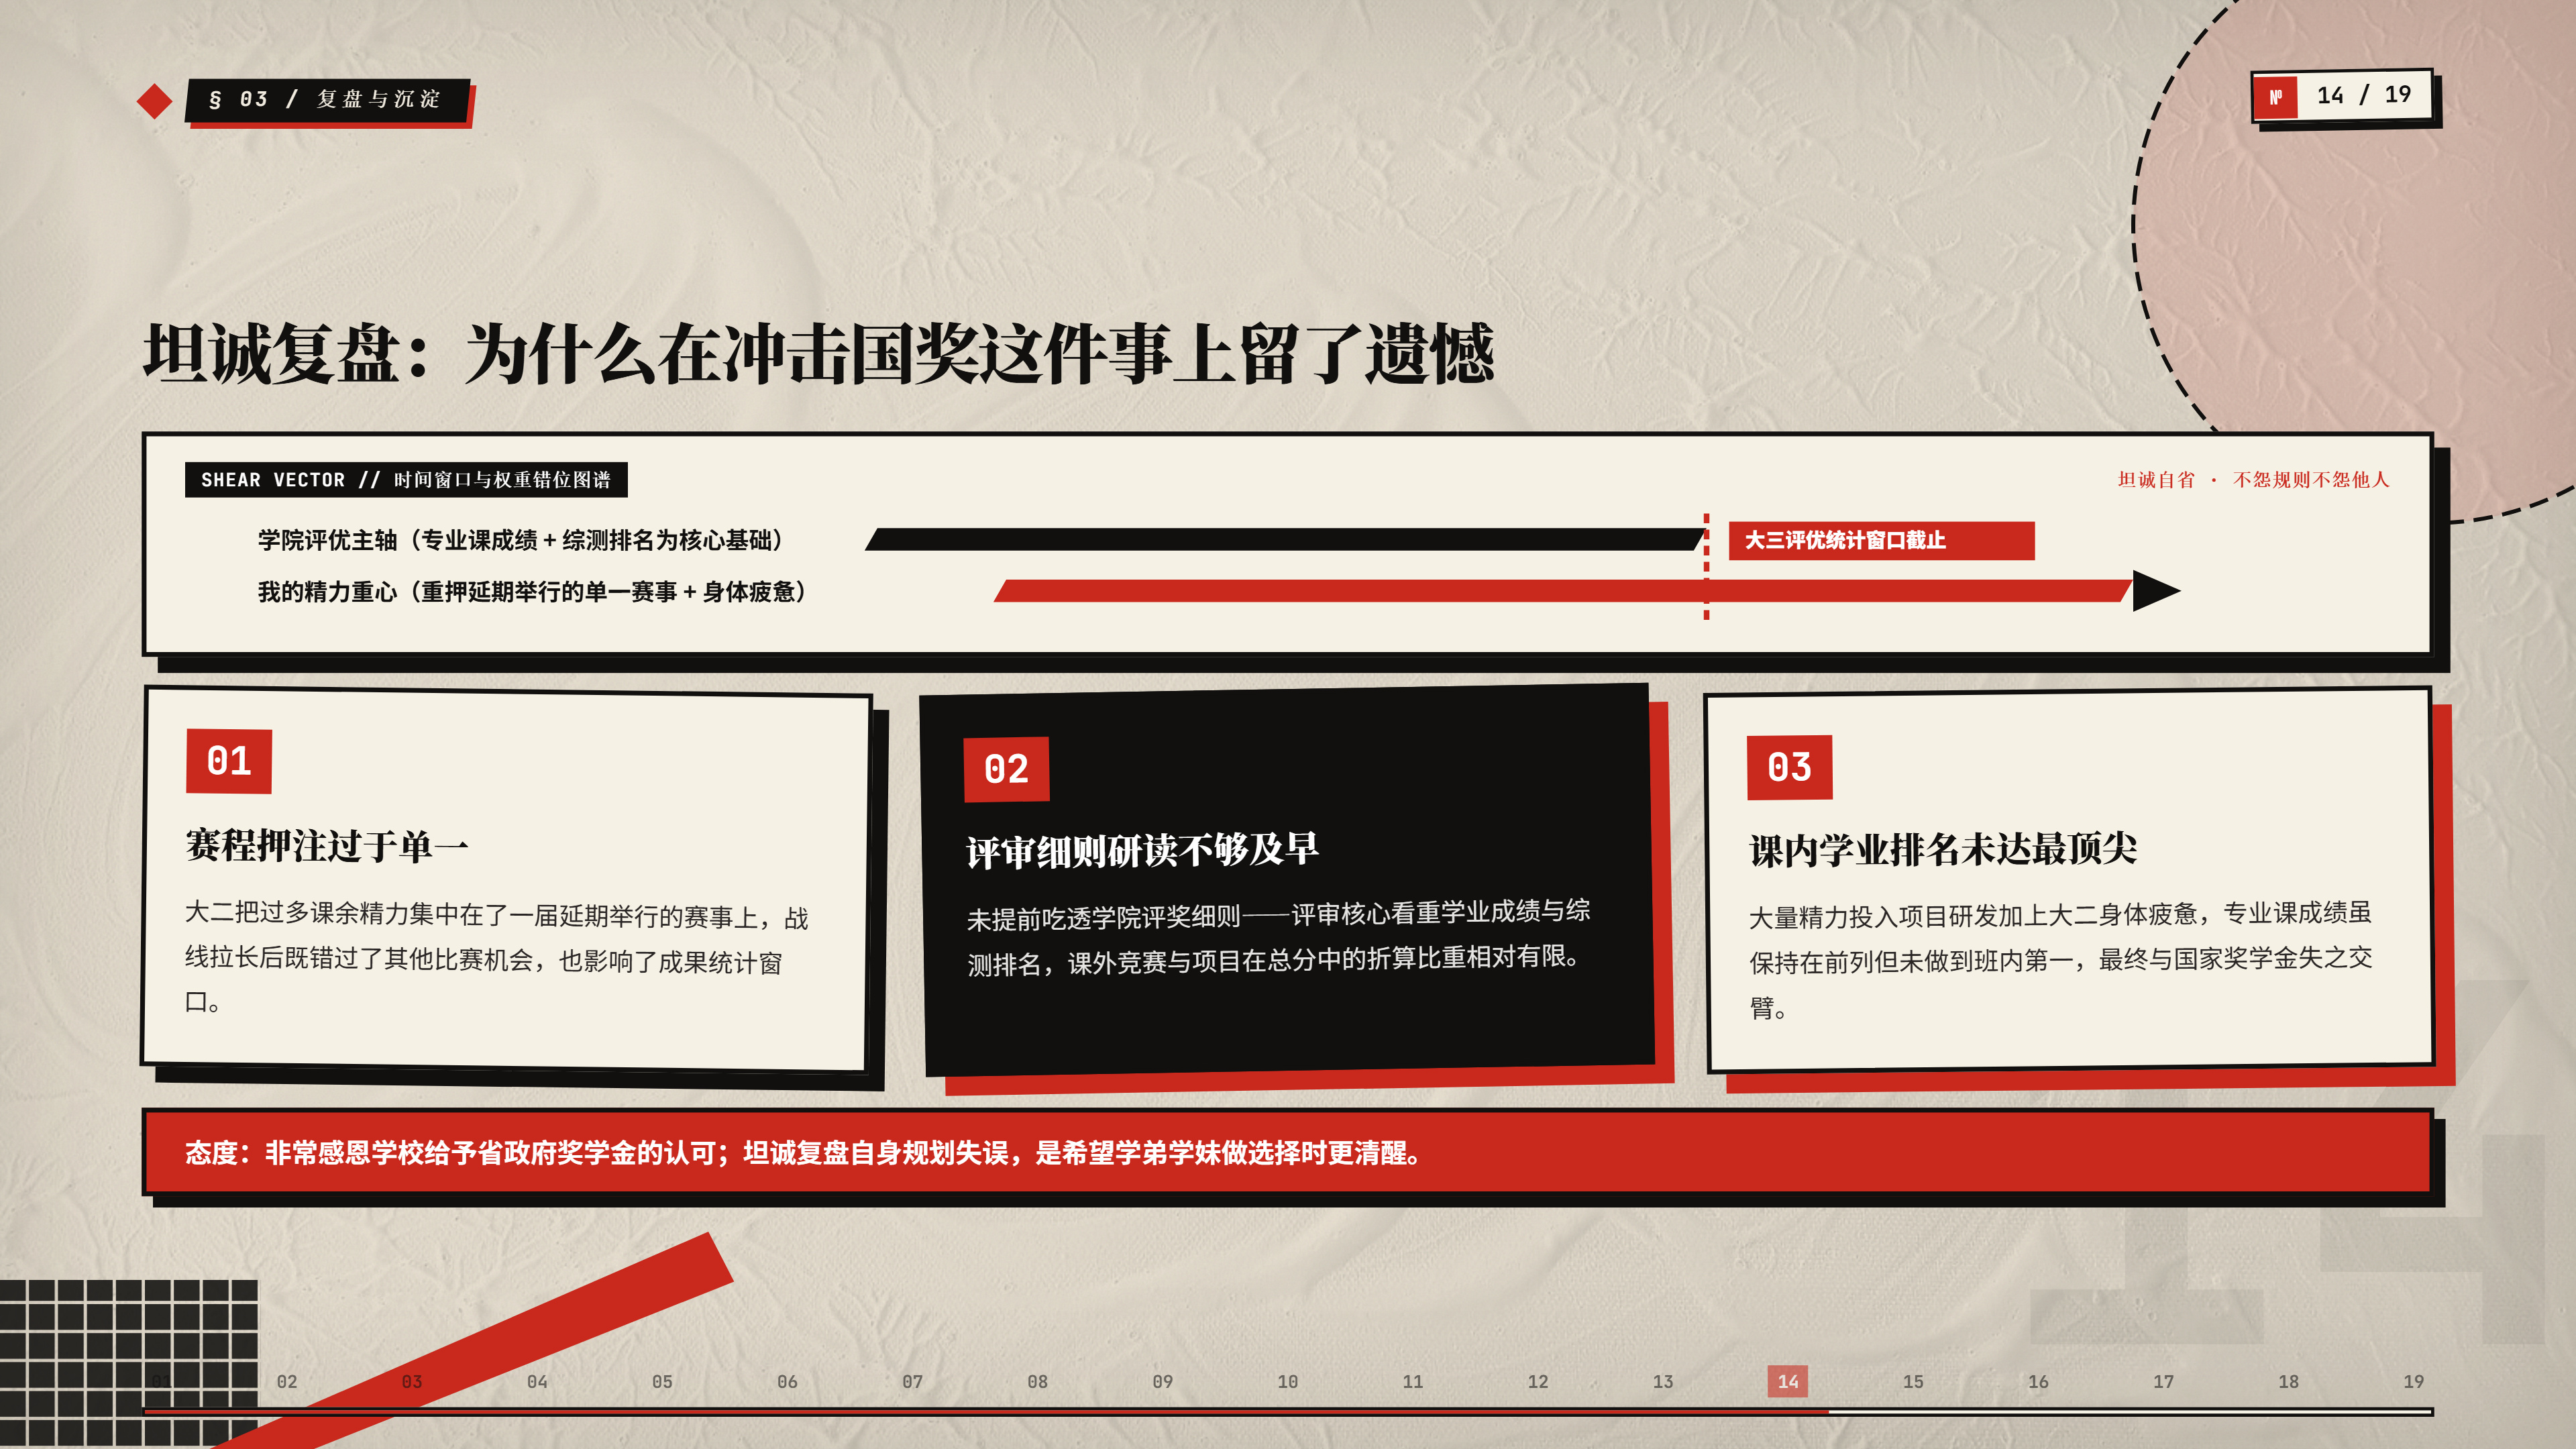 § 03 / 复盘与沉淀
№ 14 / 19
坦诚复盘：为什么在冲击国奖这件事上留了遗憾
SHEAR VECTOR // 时间窗口与权重错位图谱
坦诚自省 · 不怨规则不怨他人
学院评优主轴（专业课成绩 + 综测排名为核心基础）
大三评优统计窗口截止
我的精力重心（重押延期举行的单一赛事 + 身体疲惫）
01
赛程押注过于单一
大二把过多课余精力集中在了一届延期举行的赛事上，战
线拉长后既错过了其他比赛机会，也影响了成果统计窗
口。
02
评审细则研读不够及早
未提前吃透学院评奖细则——评审核心看重学业成绩与综
测排名，课外竞赛与项目在总分中的折算比重相对有限。
03
课内学业排名未达最顶尖
大量精力投入项目研发加上大二身体疲惫，专业课成绩虽
保持在前列但未做到班内第一，最终与国家奖学金失之交
臂。
态度：非常感恩学校给予省政府奖学金的认可；坦诚复盘自身规划失误，是希望学弟学妹做选择时更清醒。
14
01 02 03 04 05 06 07 08 09 10 11 12 13 14 15 16 17 18 19